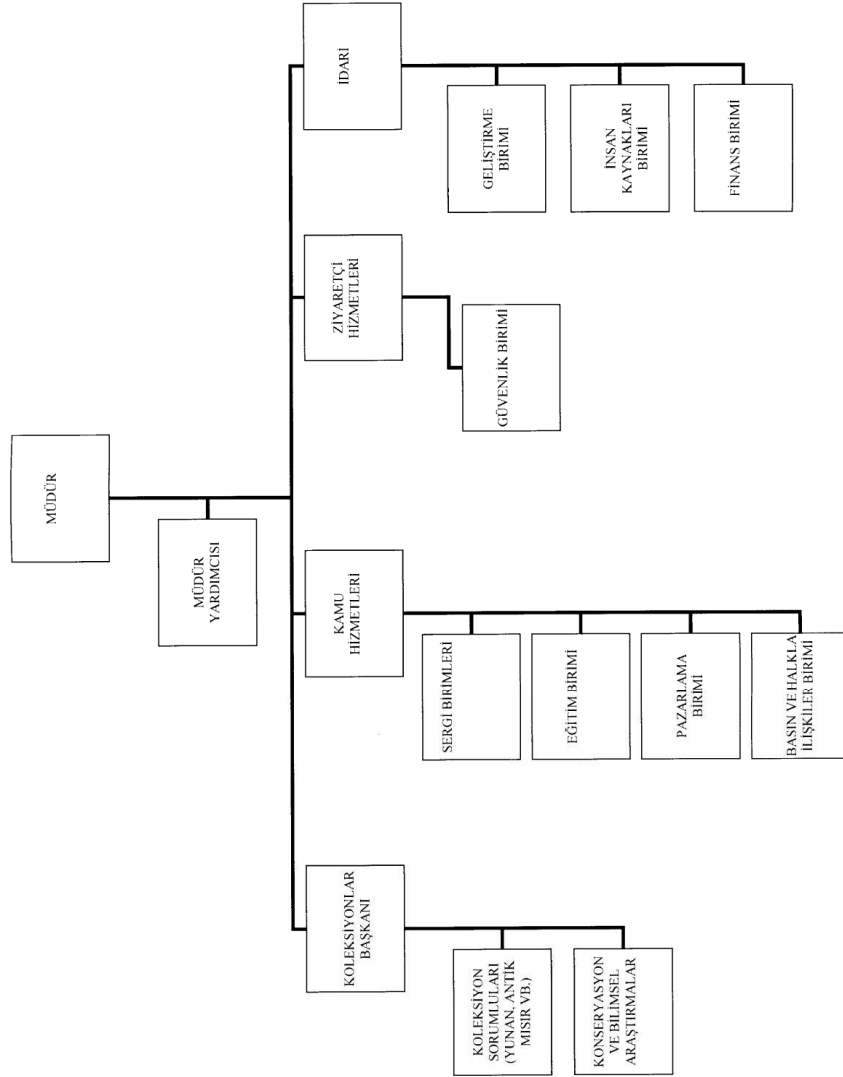 MÜDÜR
MÜDÜR
YARDIMCISI
KOLEKSİYONLAR
BAŞKANI
KOLEKSİYON
SORUMLULARI
(YUNAN, ANTİK
MISIR VB.)
KONSERYASYON
VE BİLİMSEL
ARAŞTIRMALAR
KAMU
HİZMETLERİ
SERGİ BİRİMLERİ
EĞİTİM BİRİMİ
PAZARLAMA
BİRİMİ
BASIN VE HALKLA
İLİŞKİLER BİRİMİ
ZİYARETÇİ
HİZMETLERİ
GÜVENLİK BİRİMİ
İDARİ
GELİŞTİRME
BİRİMİ
İNSAN
KAYNAKLARI
BİRİMİ
FİNANS BİRIMİ